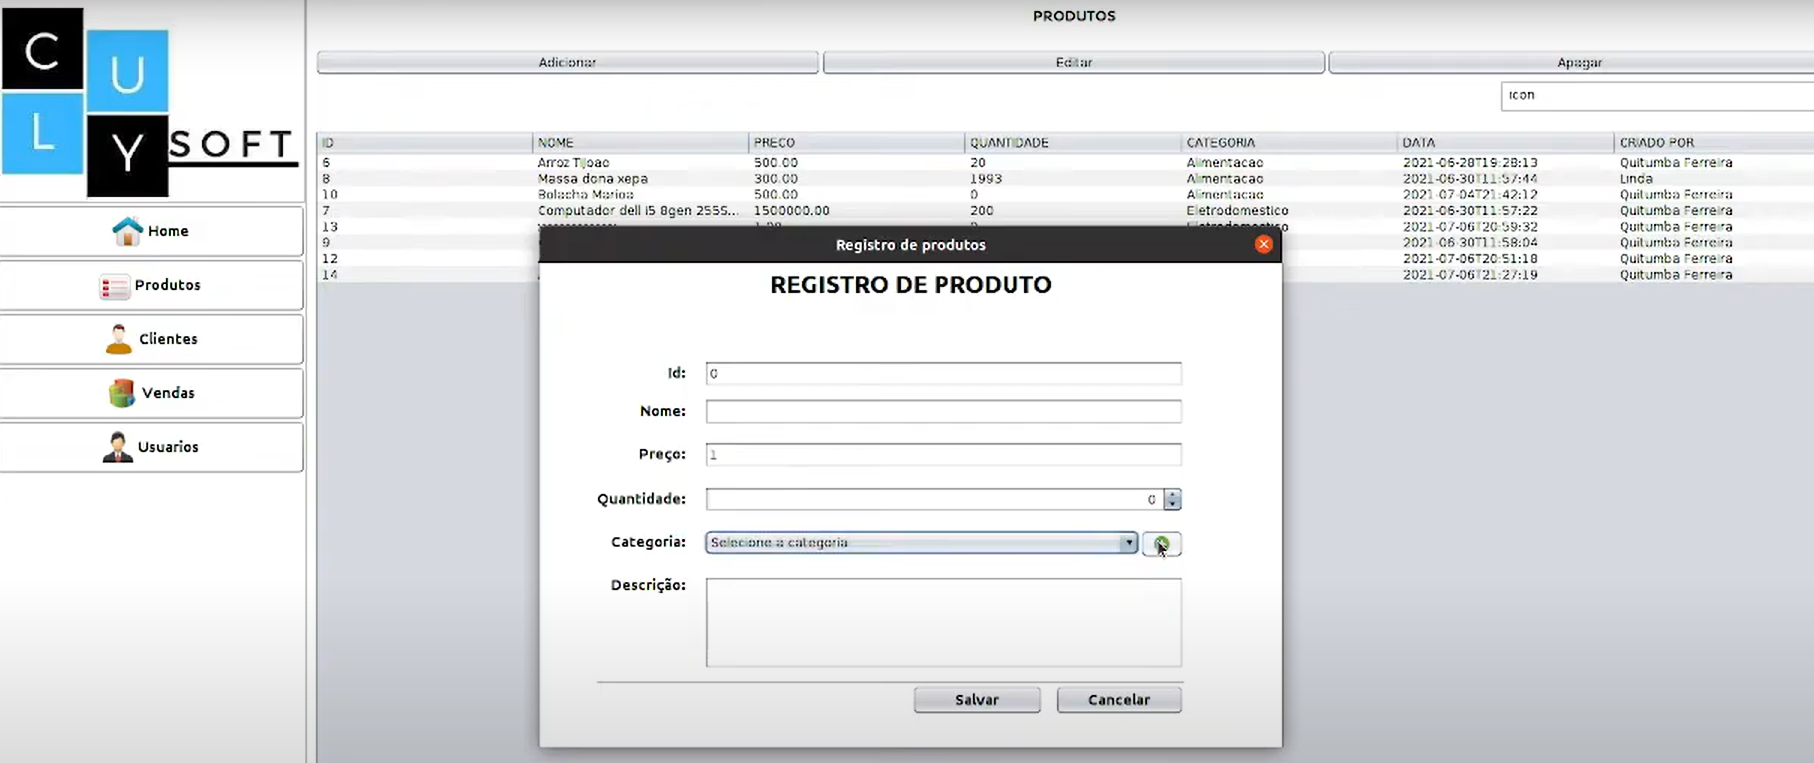 C
U
L
Y
SOFT
Home
Produtos
Clientes
Vendas
Usuarios
PRODUTOS
Adicionar Editar Apagar
icon
ID NOME PRECO QUANTIDADE CATEGORIA DATA CRIADO POR
6 Arroz Tijoao 500.00 20 Alimentacao 2021-06-28T19:28:13 Quitumba Ferreira
8 Massa dona xepa 300.00 1993 Alimentacao 2021-06-30T11:57:44 Linda
10 Bolacha Marioa 500.00 0 Alimentacao 2021-07-04T21:42:12 Quitumba Ferreira
7 Computador dell i5 8gen 255S... 1500000.00 200 Eletrodomestico 2021-06-30T11:57:22 Quitumba Ferreira
13 Eletrodomestico 2021-07-06T20:59:32 Quitumba Ferreira
9 2021-06-30T11:58:04 Quitumba Ferreira
12 2021-07-06T20:51:18 Quitumba Ferreira
14 2021-07-06T21:27:19 Quitumba Ferreira
Registro de produtos
REGISTRO DE PRODUTO
Id: 0
Nome:
Preço: 1
Quantidade: 0
Categoria: Selecione a categoria
Descrição:
Salvar Cancelar